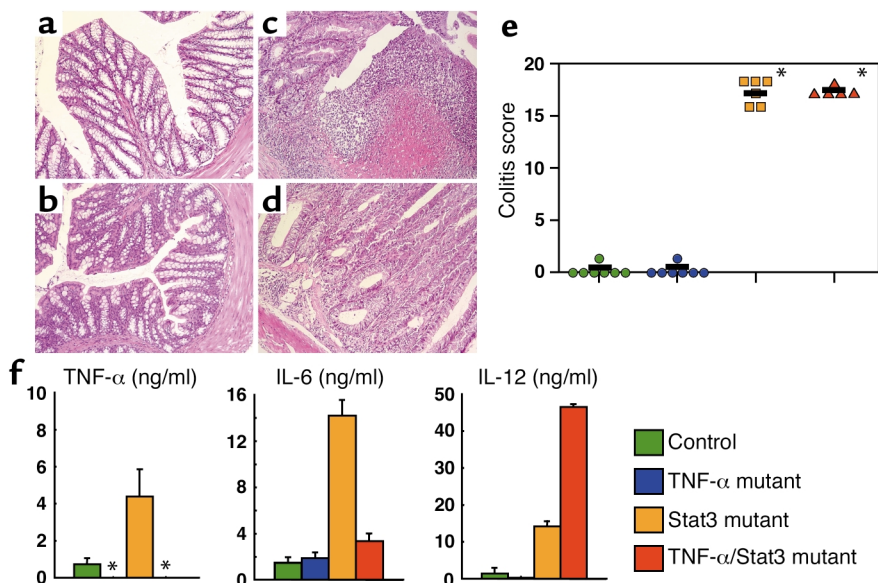 a
c
b
d
e
Colitis score
20
15
10
5
0
*
*
f
TNF-α (ng/ml)
10
8
6
4
2
0
*
*
IL-6 (ng/ml)
16
12
8
4
0
IL-12 (ng/ml)
50
40
30
20
10
0
Control
TNF-α mutant
Stat3 mutant
TNF-α/Stat3 mutant